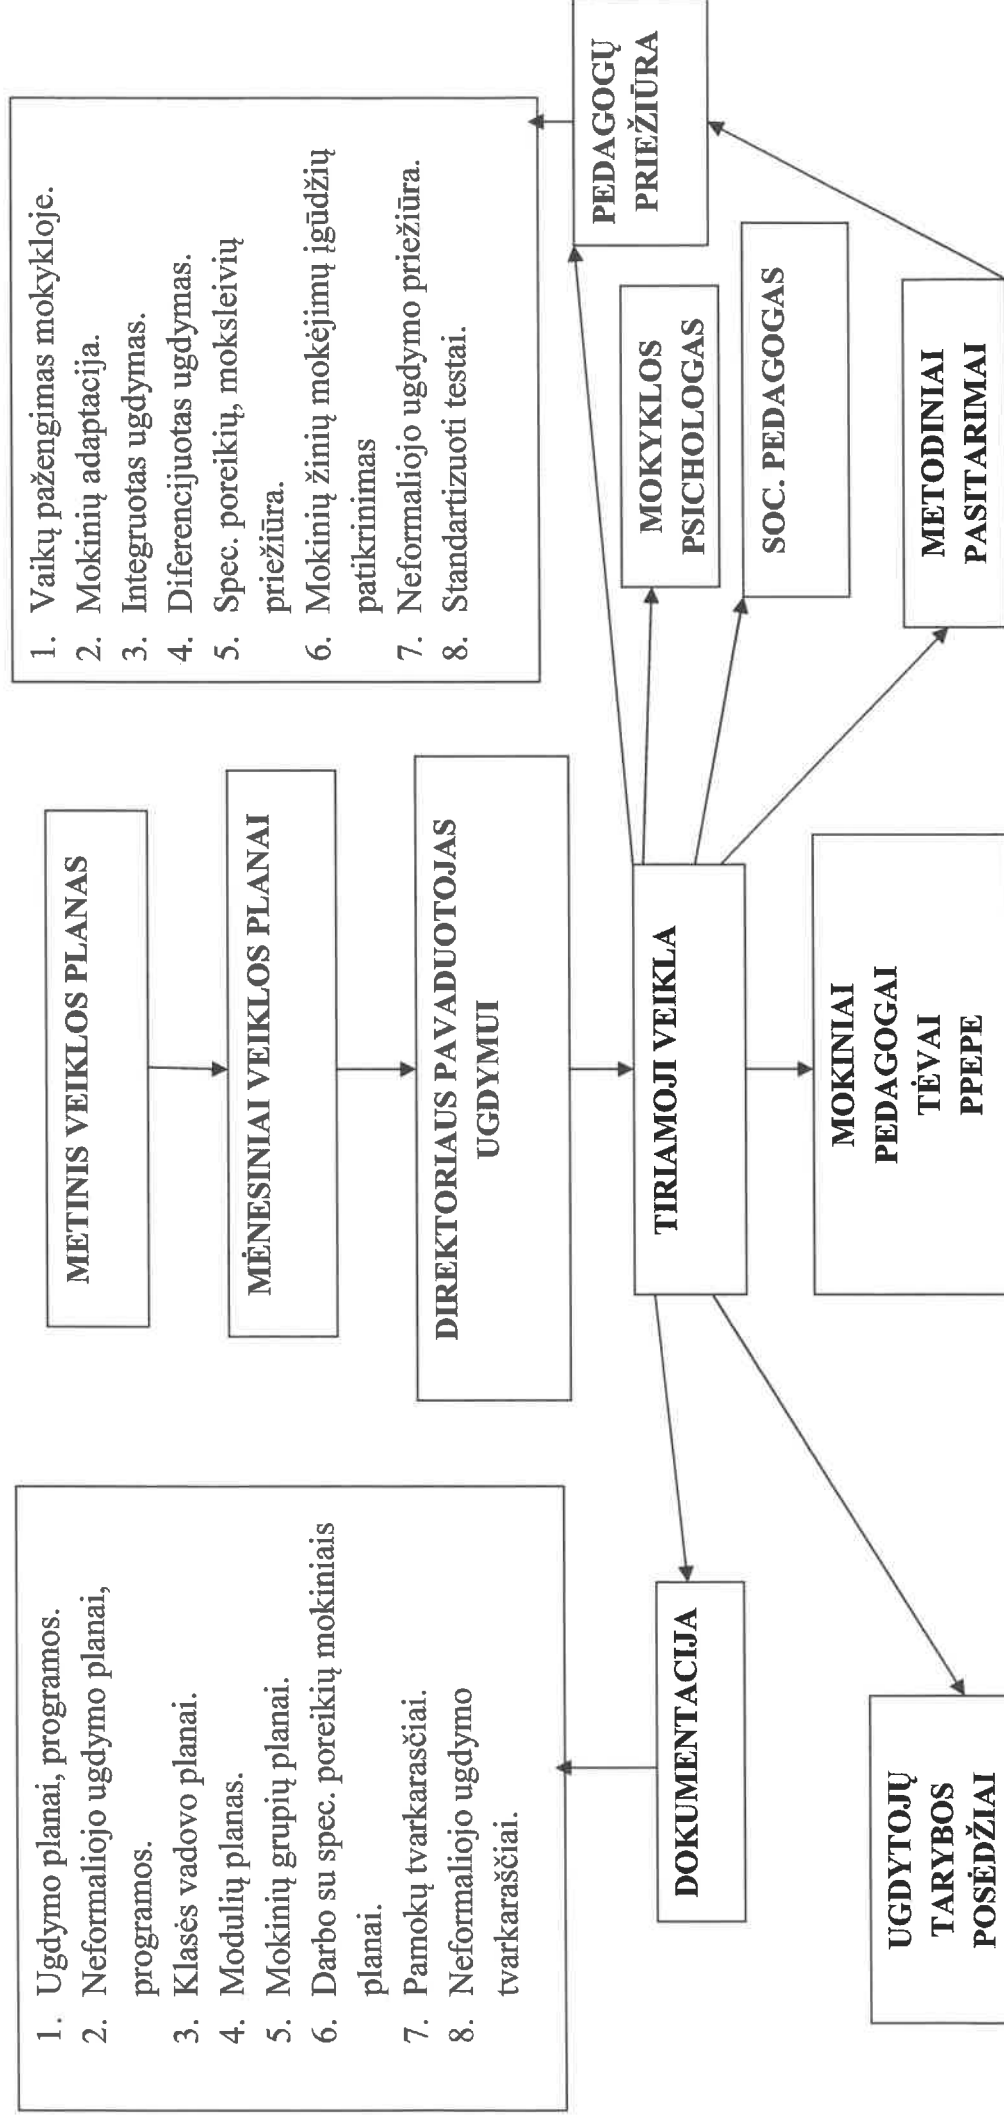 1. Ugdymo planai, programos.
2. Neformaliojo ugdymo planai,
programos.
3. Klasės vadovo planai.
4. Modulių planas.
5. Mokinių grupių planai.
6. Darbo su spec. poreikių mokiniais
planai.
7. Pamokų tvarkarasčiai.
8. Neformaliojo ugdymo
tvarkaraščiai.
METINIS VEIKLOS PLANAS
MĖNESINIAI VEIKLOS PLANAI
DIREKTORIAUS PAVADUOTOJAS
UGDYMUI
1. Vaikų pažengimas mokykloje.
2. Mokinių adaptacija.
3. Integruotas ugdymas.
4. Diferencijuotas ugdymas.
5. Spec. poreikių, moksleivių
priežiūra.
6. Mokinių žinių mokėjimų įgūdžių
patikrinimas
7. Neformaliojo ugdymo priežiūra.
8. Standartizuoti testai.
DOKUMENTACIJA
TIRIAMOJI VEIKLA
PEDAGOGŲ
PRIEŽIŪRA
MOKYKLOS
PSICHOLOGAS
SOC. PEDAGOGAS
UGDYTOJŲ
TARYBOS
POSĖDŽIAI
MOKINIAI
PEDAGOGAI
TĖVAI
PPEPE
METODINIAI
PASITARIMAI